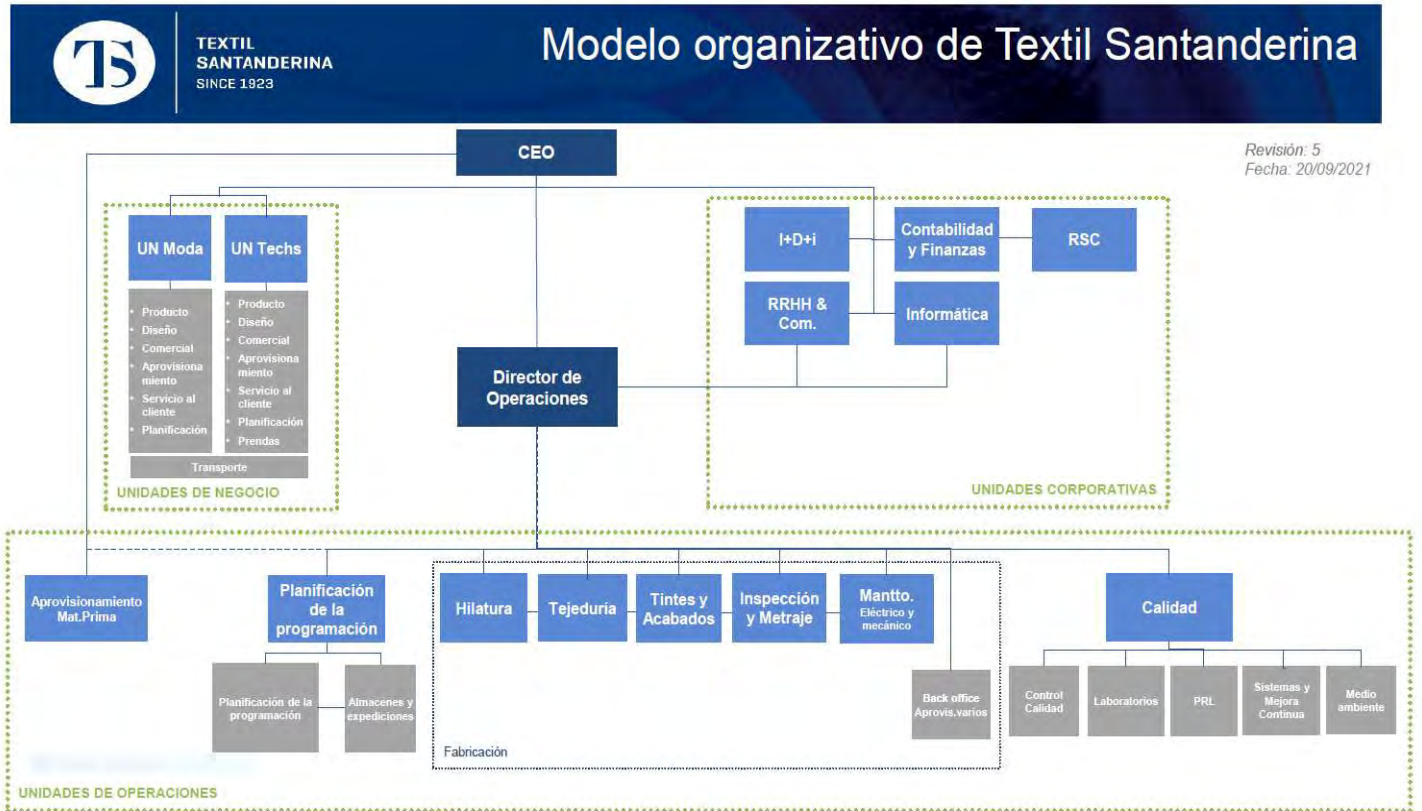 TS
TEXTIL
SANTANDERINA
SINCE 1923
Modelo organizativo de Textil Santanderina
Revisión: 5
Fecha: 20/09/2021
CEO
UN Moda
UN Techs
• Producto
• Diseño
• Comercial
• Aprovisiona
miento
• Servicio al
cliente
• Planificación
• Producto
• Diseño
• Comercial
• Aprovisiona
miento
• Servicio al
cliente
• Planificación
• Prendas
Transporte
UNIDADES DE NEGOCIO
I+D+i
Contabilidad
y Finanzas
RSC
RRHH &
Com.
Informática
UNIDADES CORPORATIVAS
Director de
Operaciones
Aprovisionamiento
Mat.Prima
Planificación
de la
programación
Planificación de la
programación
Almacenes y
expediciones
Hilatura
Tejeduría
Tintes y
Acabados
Inspección
y Metraje
Mantto.
Eléctrico y
mecánico
Back office
Aprovis.varios
Fabricación
Calidad
Control
Calidad
Laboratorios
PRL
Sistemas y
Mejora
Continua
Medio
ambiente
UNIDADES DE OPERACIONES